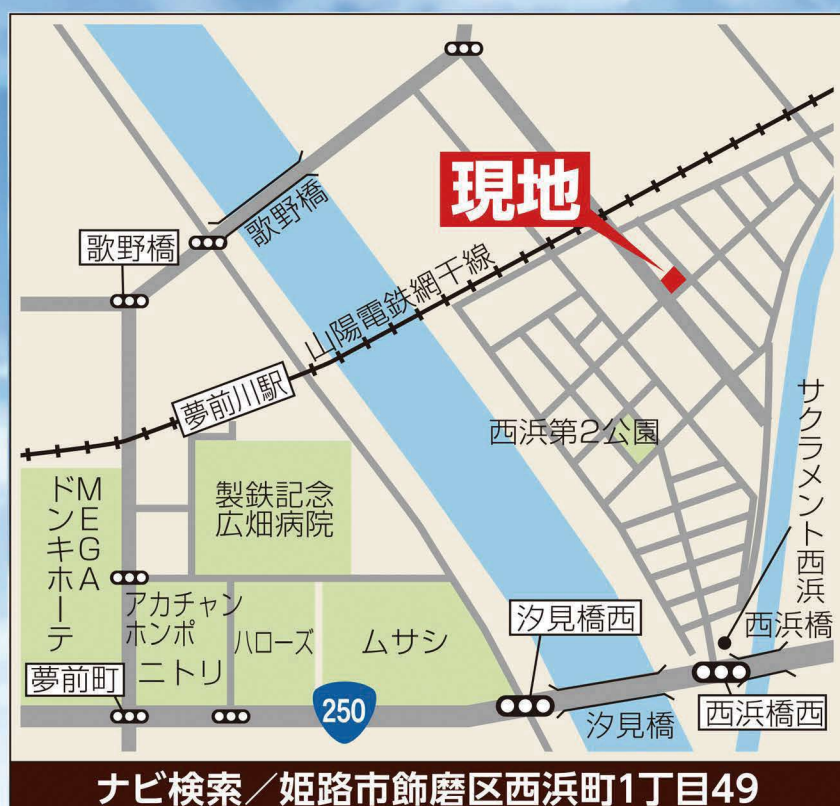 現地
歌野橋
歌野橋
山陽電鉄網干線
夢前川駅
西浜第2公園
サクラメント西浜
MEGA
ドンキホーテ
製鉄記念
広畑病院
アカチャン
ホンポ
ニトリ
ハローズ
ムサシ
汐見橋西
西浜橋
夢前町
250
汐見橋
西浜橋西
ナビ検索／姫路市飾磨区西浜町1丁目49